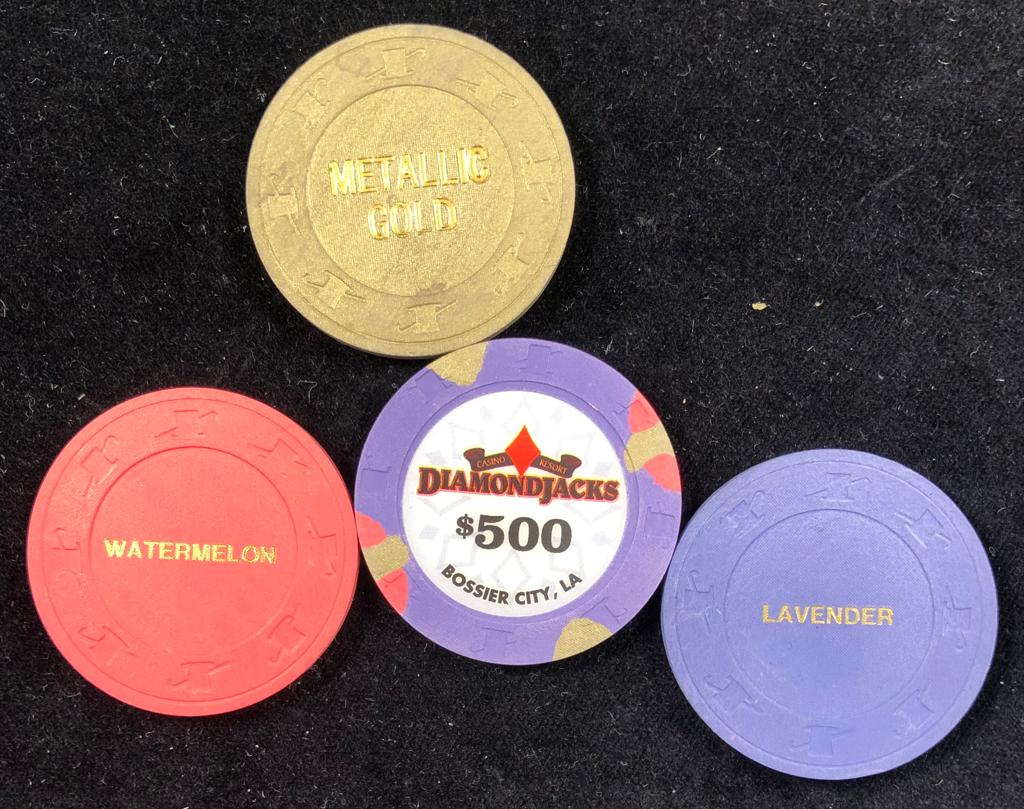 METALLIC
GOLD
WATERMELON
CASINO RESORT
DIAMONDJACKS
$500
BOSSIER CITY, LA
LAVENDER